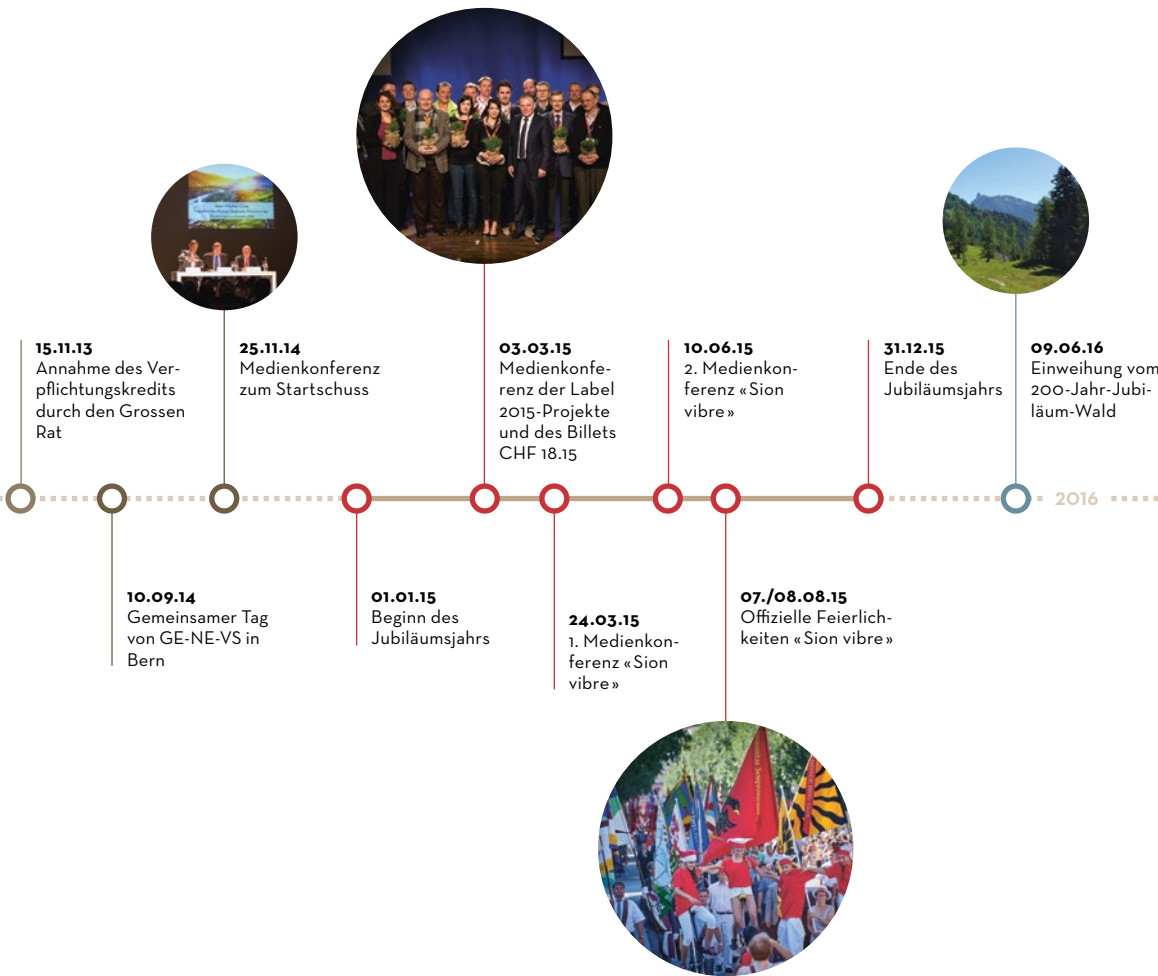 15.11.13
Annahme des Ver-
pflichtungskredits
durch den Grossen
Rat
25.11.14
Medienkonferenz
zum Startschuss
03.03.15
Medienkonfe-
renz der Label
2015-Projekte
und des Billets
CHF 18.15
10.06.15
2. Medienkon-
ferenz «Sion
vibre»
31.12.15
Ende des
Jubiläumsjahrs
09.06.16
Einweihung vom
200-Jahr-Jubi-
läum-Wald
2016
10.09.14
Gemeinsamer Tag
von GE-NE-VS in
Bern
01.01.15
Beginn des
Jubiläumsjahrs
24.03.15
1. Medienkon-
ferenz «Sion
vibre»
07./08.08.15
Offizielle Feierlich-
keiten «Sion vibre»